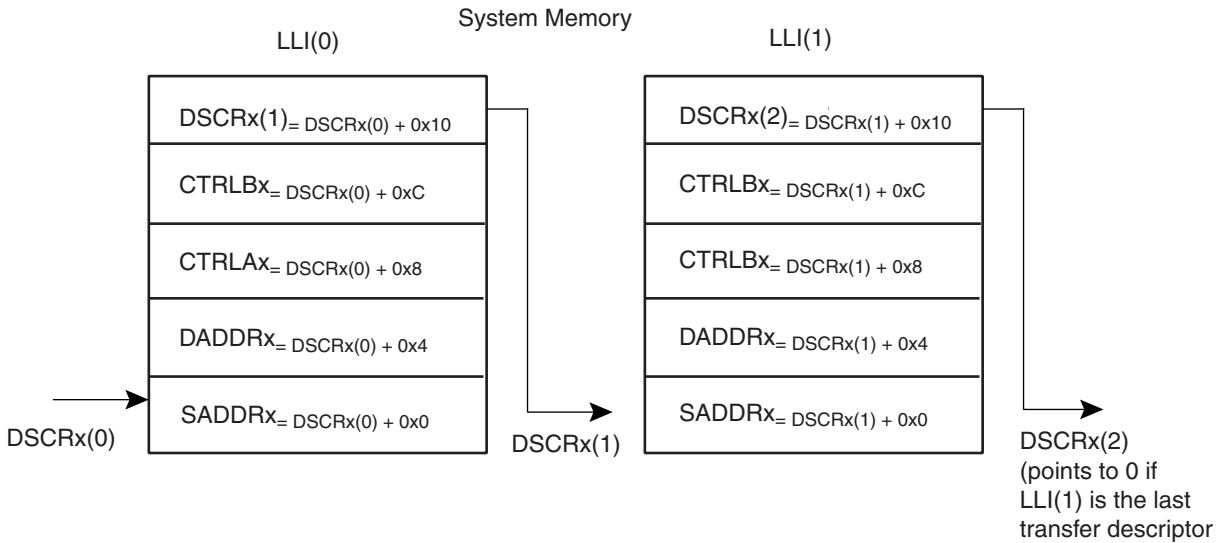 System Memory
LLI(0)
LLI(1)
DSCRx(1)= DSCRx(0) + 0x10
CTRLBx= DSCRx(0) + 0xC
CTRLAx= DSCRx(0) + 0x8
DADDRx= DSCRx(0) + 0x4
SADDRx= DSCRx(0) + 0x0
DSCRx(0)
DSCRx(1)
DSCRx(2)= DSCRx(1) + 0x10
CTRLBx= DSCRx(1) + 0xC
CTRLBx= DSCRx(1) + 0x8
DADDRx= DSCRx(1) + 0x4
SADDRx= DSCRx(1) + 0x0
DSCRx(2)
(points to 0 if
LLI(1) is the last
transfer descriptor